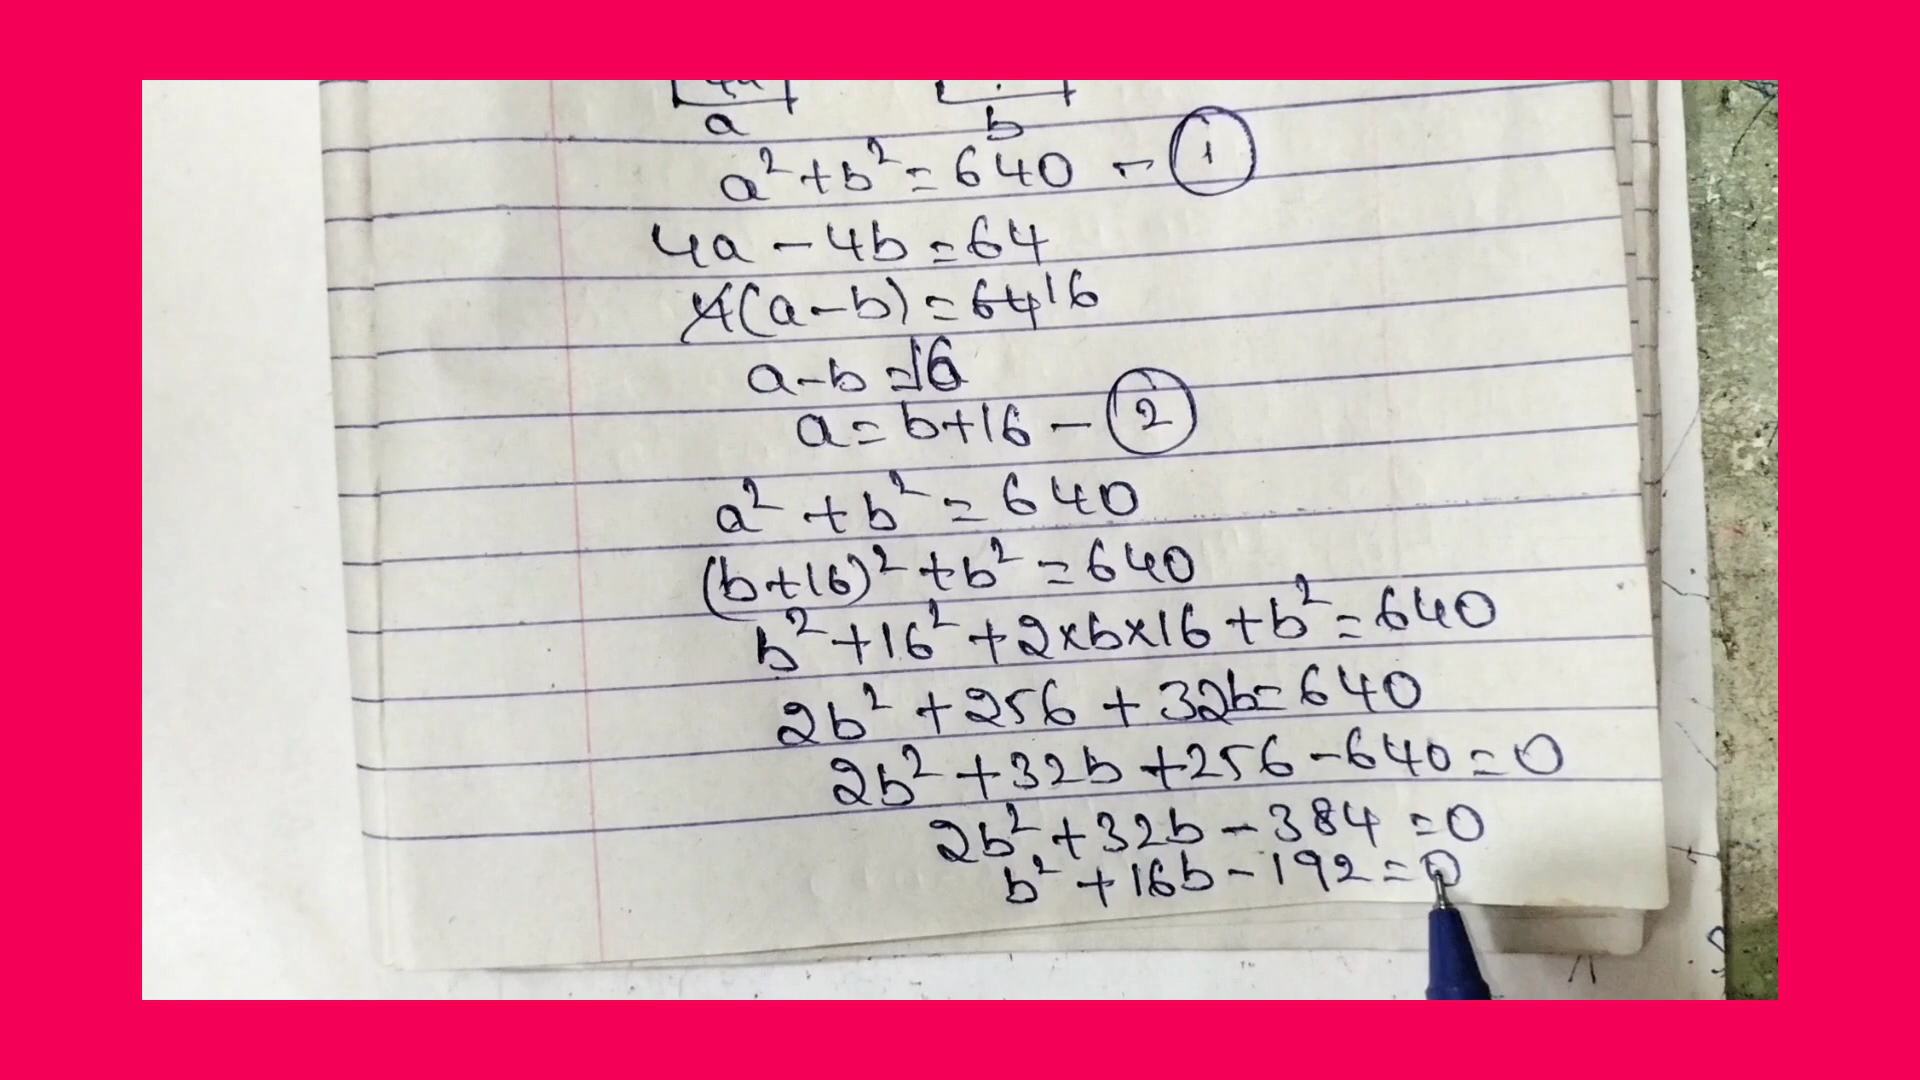 a b
a² + b² = 640 - 1
4a - 4b = 64
4(a - b) = 64 16
a - b = 16
a = b + 16 - 2
a² + b² = 640
(b + 16)² + b² = 640
b² + 16² + 2 × b × 16 + b² = 640
2b² + 256 + 32b = 640
2b² + 32b + 256 - 640 = 0
2b² + 32b - 384 = 0
b² + 16b - 192 = 0